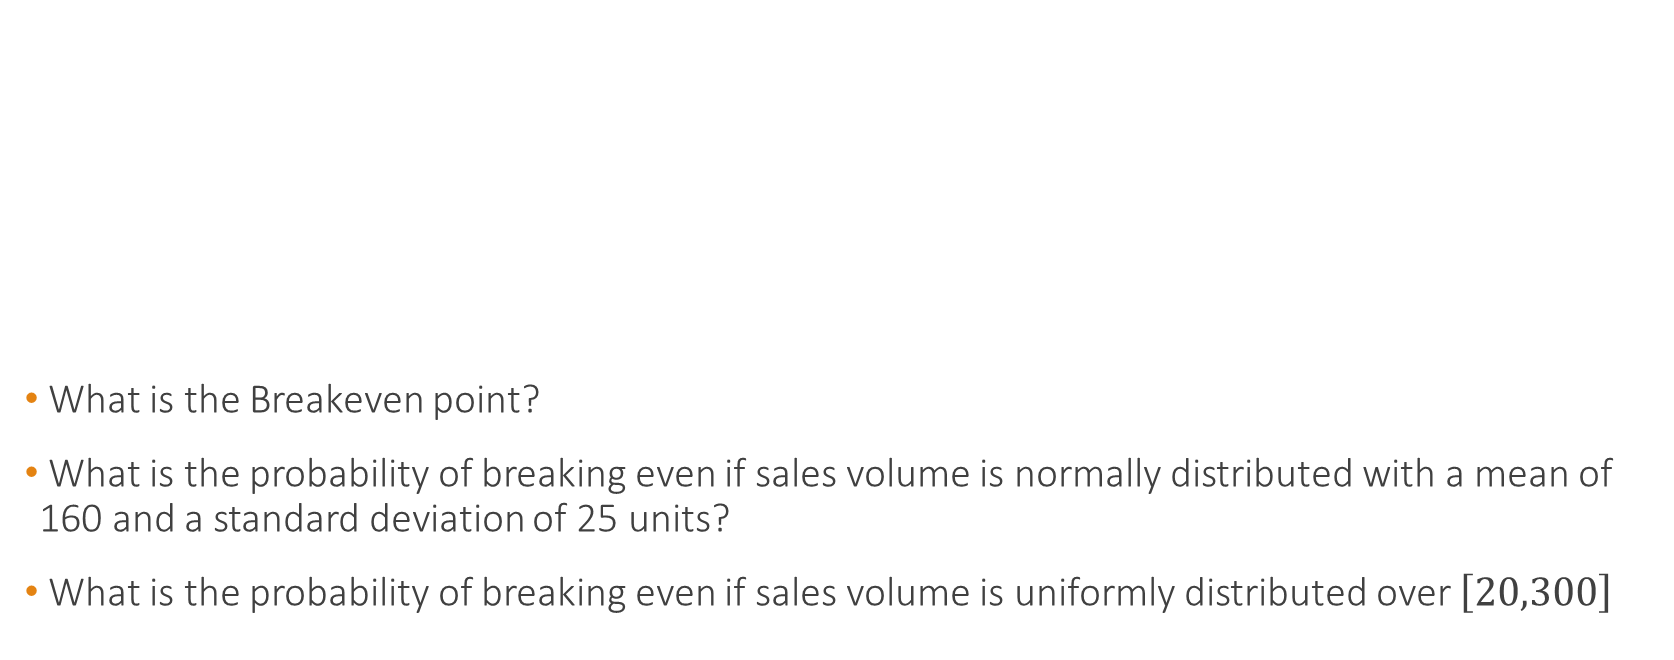 • What is the Breakeven point?
• What is the probability of breaking even if sales volume is normally distributed with a mean of
160 and a standard deviation of 25 units?
• What is the probability of breaking even if sales volume is uniformly distributed over [20,300]